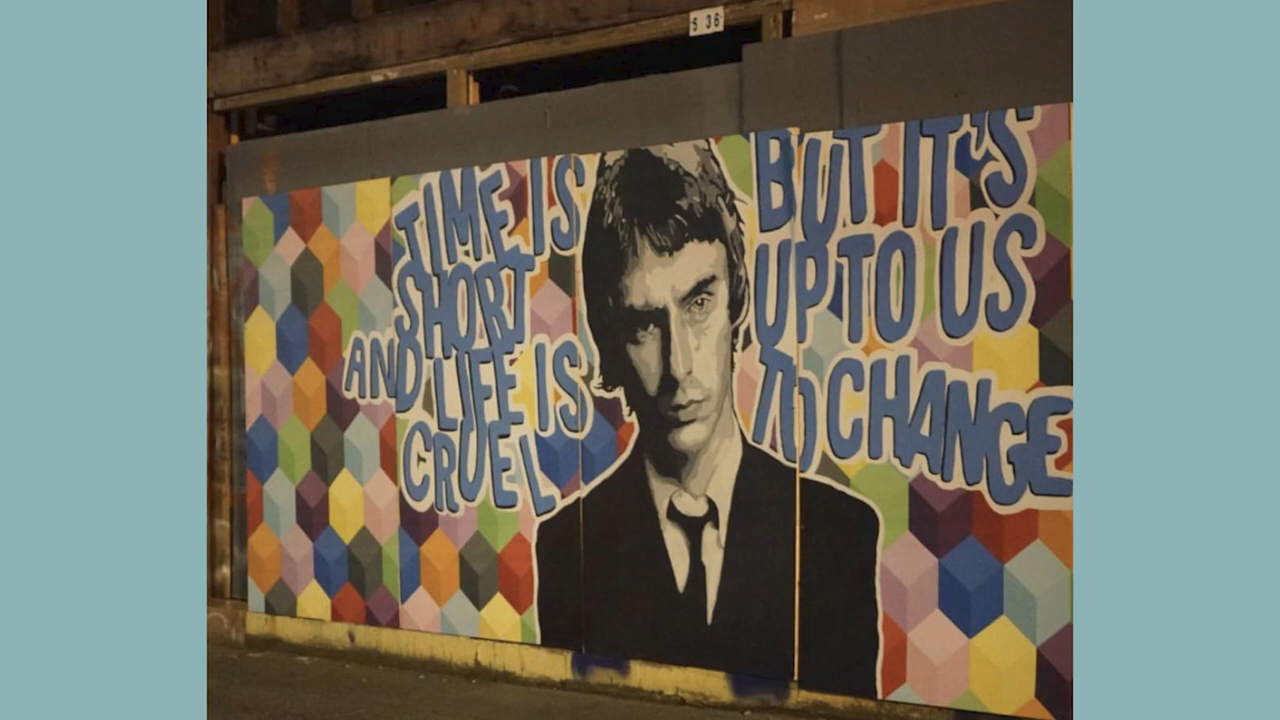 5 36
TIME IS
SHORT
AND LIFE IS
CRUEL
BUT IT'S
UP TO US
TO CHANGE